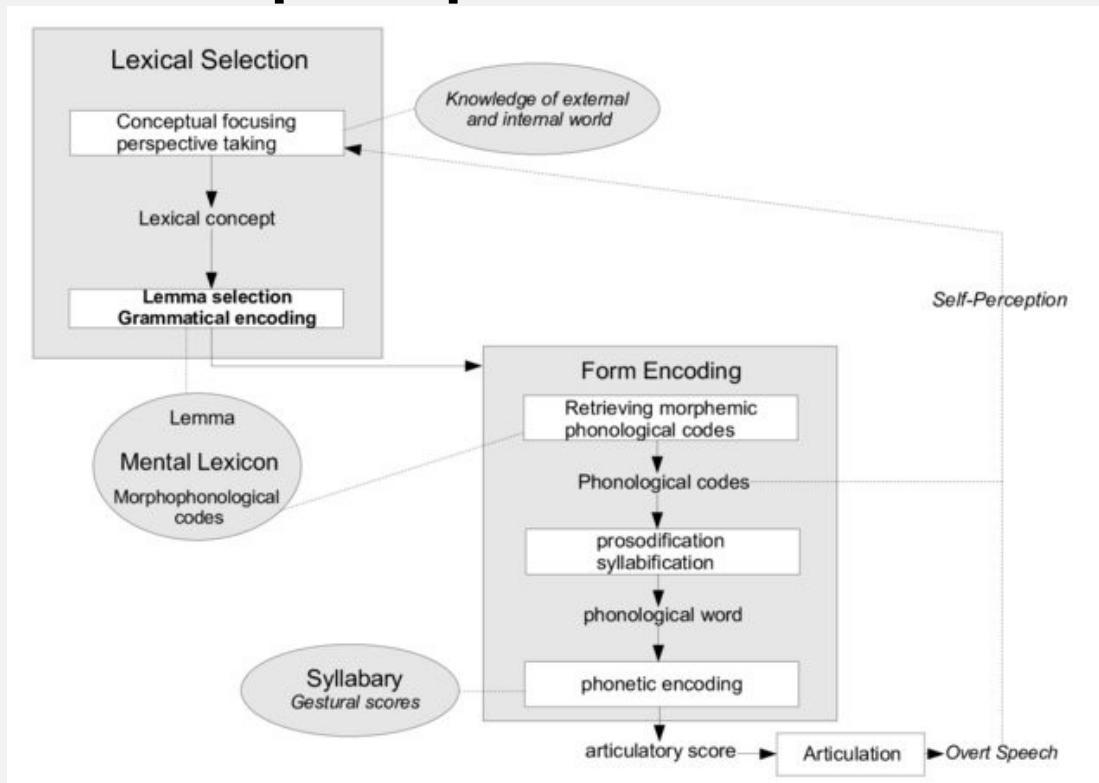 Lexical Selection
Knowledge of external
and internal world
Conceptual focusing
perspective taking
Lexical concept
Lemma selection
Grammatical encoding
Self-Perception
Lemma
Mental Lexicon
Morphophonological
codes
Form Encoding
Retrieving morphemic
phonological codes
Phonological codes
prosodification
syllabification
phonological word
Syllabary
Gestural scores
phonetic encoding
articulatory score
Articulation
Overt Speech